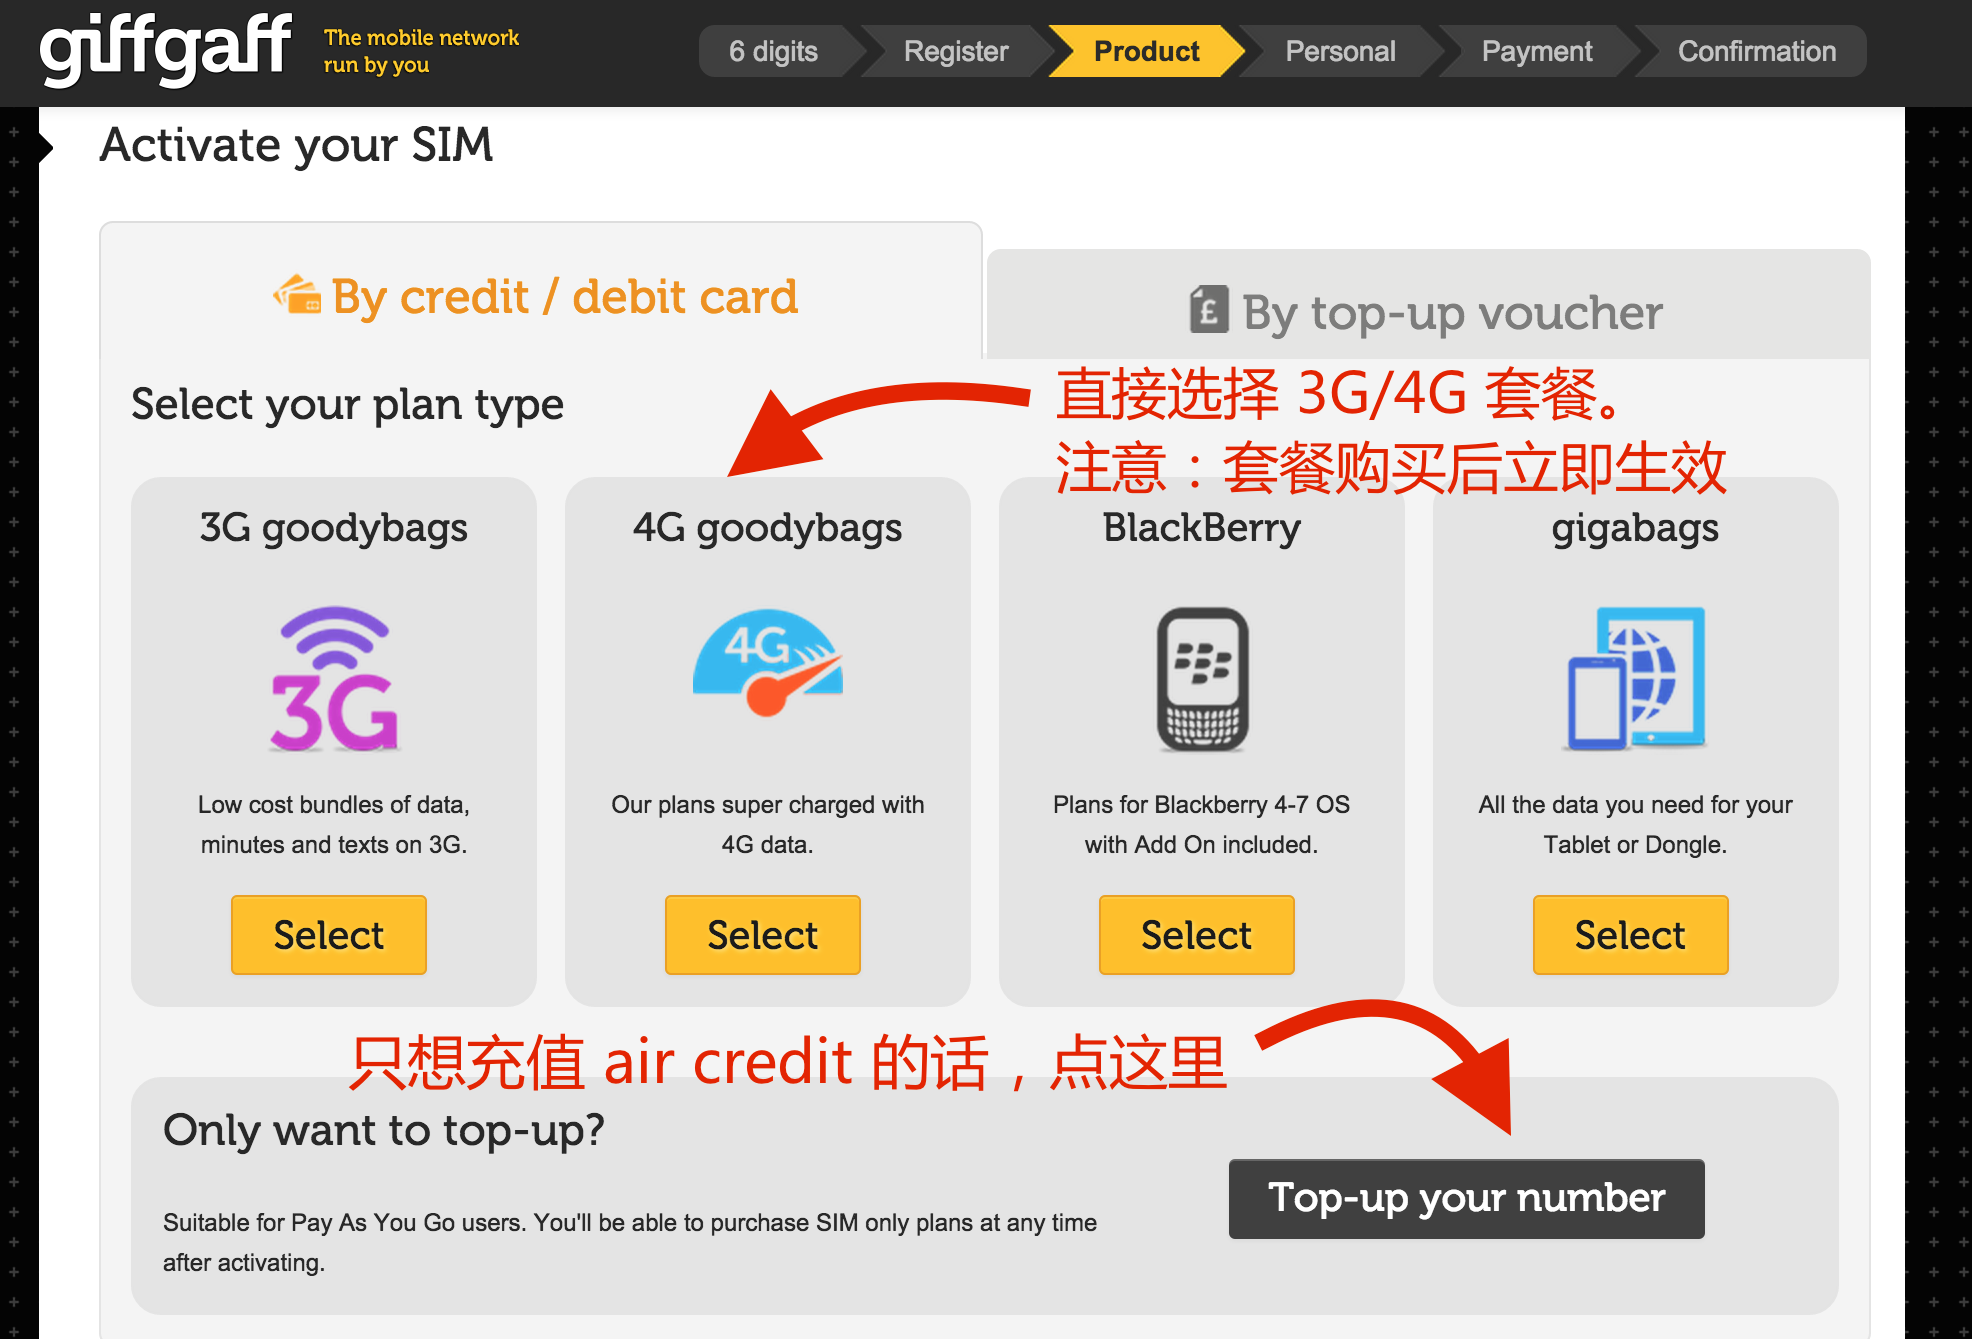 giffgaff
The mobile network
run by you
6 digits
Register
Product
Personal
Payment
Confirmation
Activate your SIM
By credit / debit card
£ By top-up voucher
Select your plan type
直接选择 3G/4G 套餐。
注意：套餐购买后立即生效
3G goodybags
3G
Low cost bundles of data,
minutes and texts on 3G.
Select
4G goodybags
4G
Our plans super charged with
4G data.
Select
BlackBerry
Plans for Blackberry 4-7 OS
with Add On included.
Select
gigabags
All the data you need for your
Tablet or Dongle.
Select
只想充值 air credit 的话，点这里
Only want to top-up?
Suitable for Pay As You Go users. You'll be able to purchase SIM only plans at any time
after activating.
Top-up your number